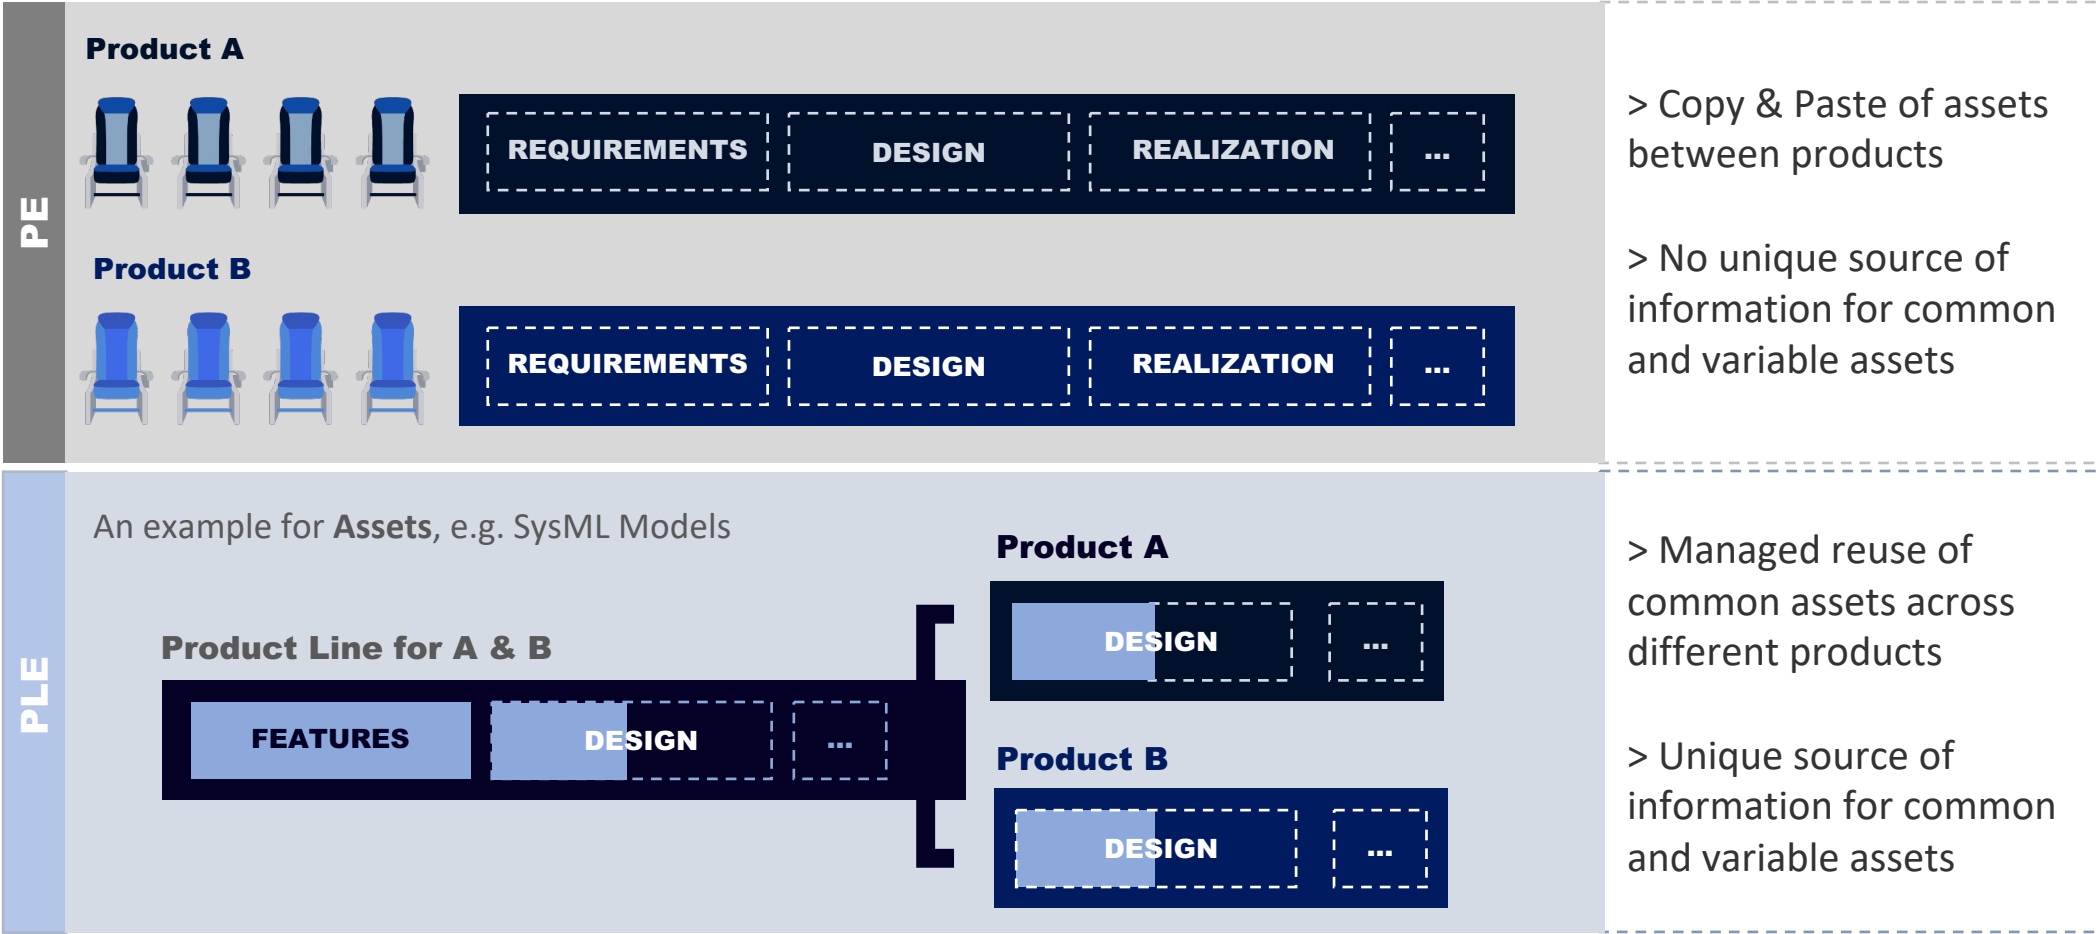 PE
Product A
REQUIREMENTS
DESIGN
REALIZATION
...
Product B
REQUIREMENTS
DESIGN
REALIZATION
...
> Copy & Paste of assets
between products
> No unique source of
information for common
and variable assets
PLE
An example for Assets, e.g. SysML Models
Product Line for A & B
FEATURES
DESIGN
...
Product A
DESIGN
...
Product B
DESIGN
...
> Managed reuse of
common assets across
different products
> Unique source of
information for common
and variable assets